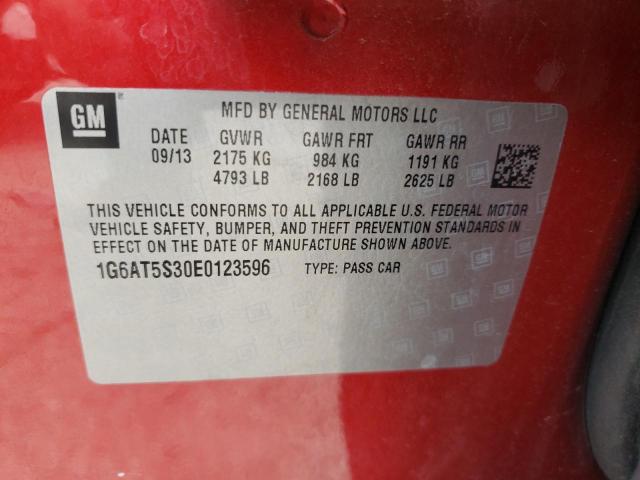 GM
MFD BY GENERAL MOTORS LLC
DATE GVWR GAWR FRT GAWR RR
09/13 2175 KG 984 KG 1191 KG
4793 LB 2168 LB 2625 LB
THIS VEHICLE CONFORMS TO ALL APPLICABLE U.S. FEDERAL MOTOR
VEHICLE SAFETY, BUMPER, AND THEFT PREVENTION STANDARDS IN
EFFECT ON THE DATE OF MANUFACTURE SHOWN ABOVE.
1G6AT5S30E0123596 TYPE: PASS CAR